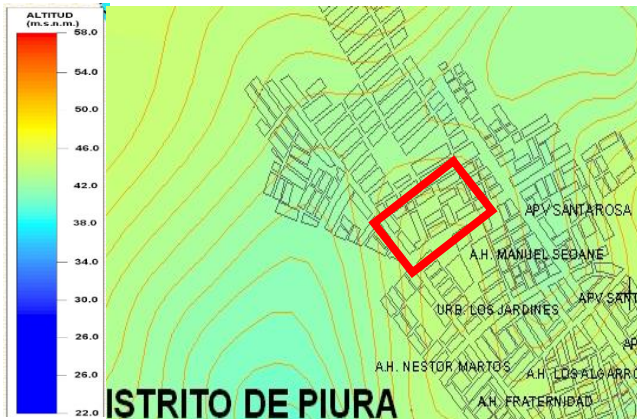 ALTITUD
(m.s.n.m.)
58.0
54.0
50.0
46.0
42.0
38.0
34.0
30.0
26.0
26.0
22.0
APV SANTA ROSA
A.H. MANUEL SEOANE
URB. LOS JARDINES
APV SANT
A.H. NESTOR MARTOS
AP
A.H. LOS ALGARRO
A.H. FRATERNIDAD
ISTRITO DE PIURA